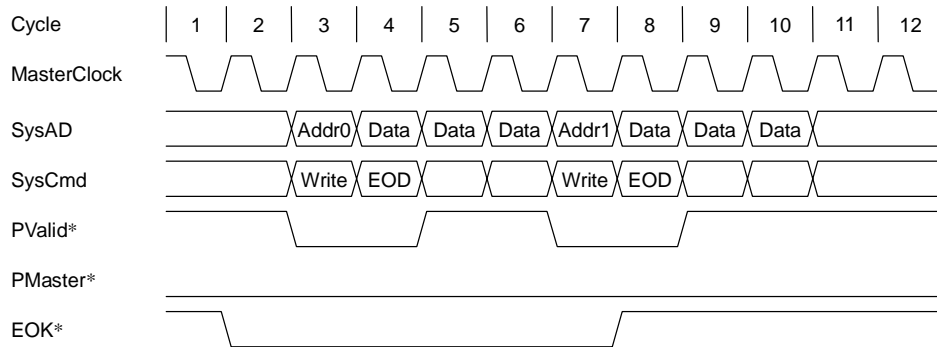 Cycle 1 2 3 4 5 6 7 8 9 10 11 12
MasterClock
SysAD Addr0 Data Data Data Addr1 Data Data Data
SysCmd Write EOD Write EOD
PValid*
PMaster*
EOK*